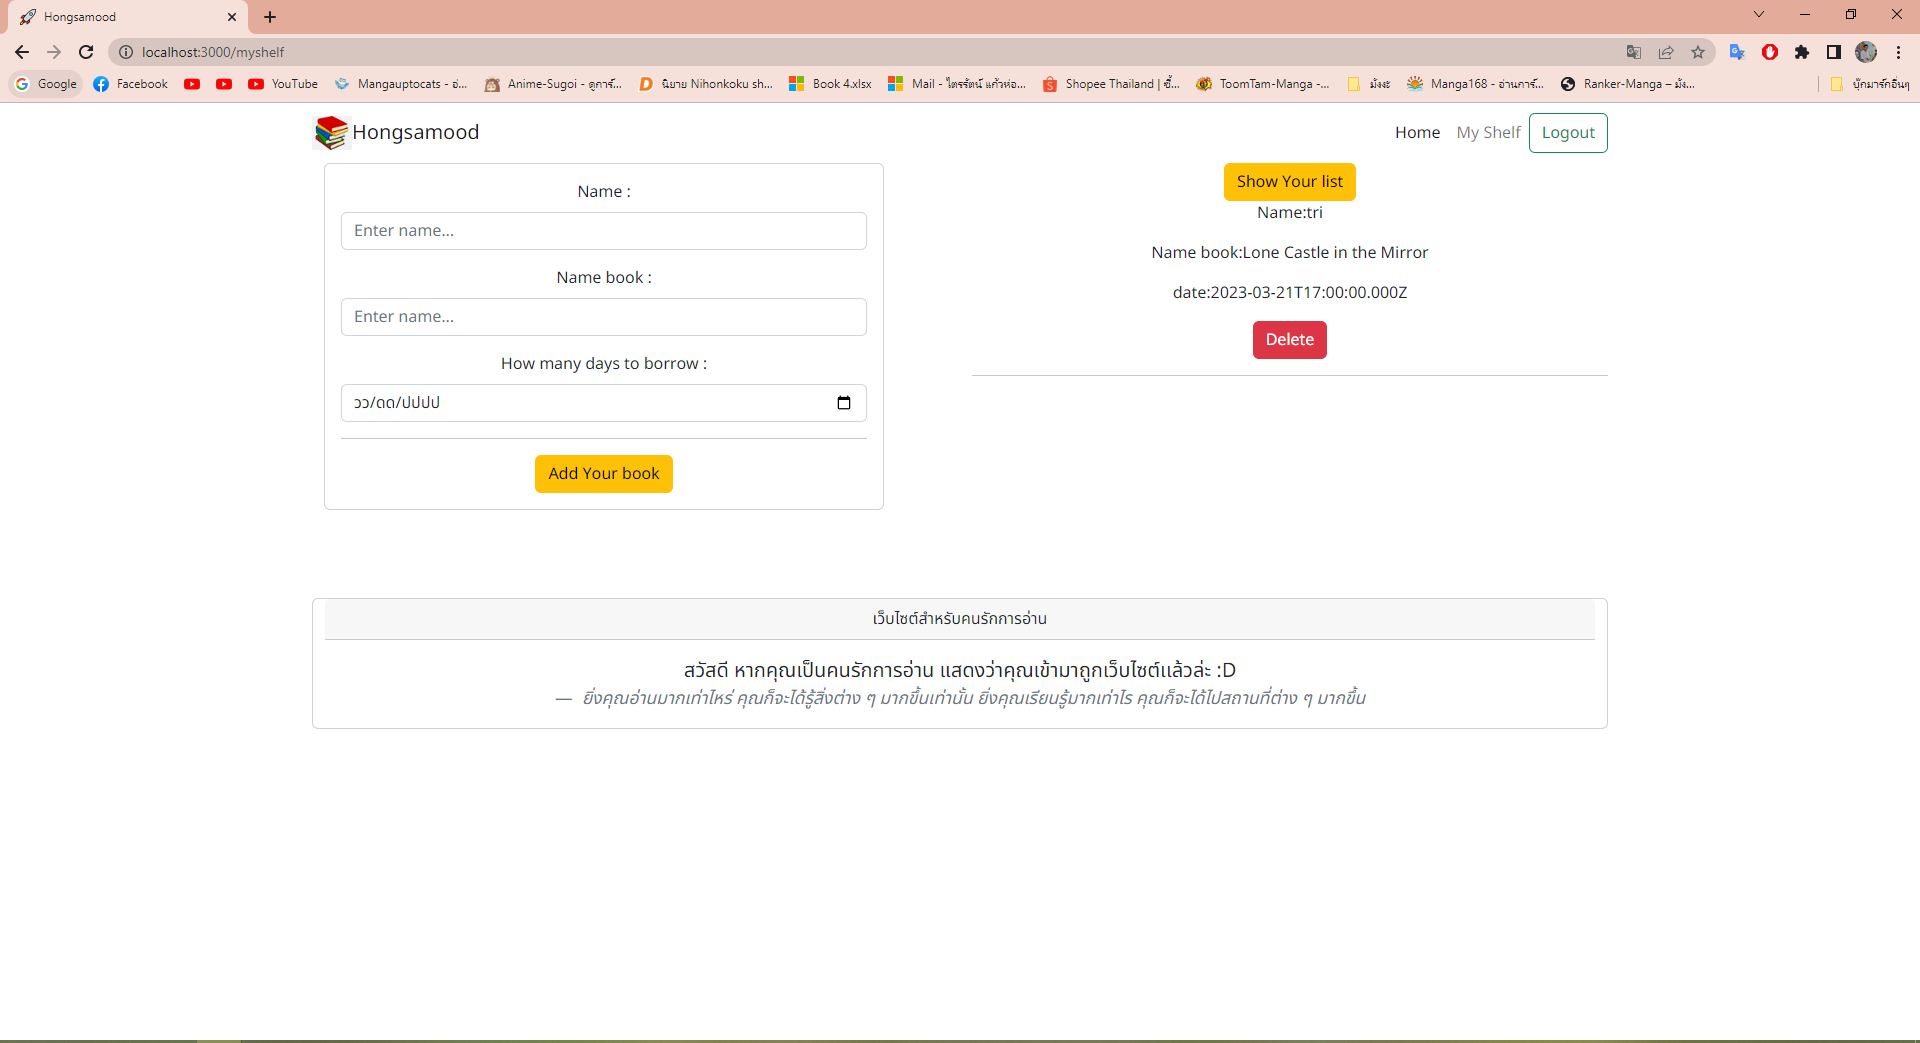 Hongsamood
localhost:3000/myshelf
Google
Facebook
YouTube
Mangauptocats - อ่...
Anime-Sugoi - ดูการ์...
นิยาย Nihonkoku sh...
Book 4.xlsx
Mail - ไตรรัตน์ แก้วห่อ...
Shopee Thailand | ซื้...
ToomTam-Manga -...
มังงะ
Manga168 - อ่านการ์...
Ranker-Manga – มัง...
บุ๊กมาร์กอื่นๆ
Hongsamood
Home
My Shelf
Logout
Name :
Enter name...
Name book :
Enter name...
How many days to borrow :
วว/ดด/ปปปป
Add Your book
Show Your list
Name:tri
Name book:Lone Castle in the Mirror
date:2023-03-21T17:00:00.000Z
Delete
เว็บไซต์สำหรับคนรักการอ่าน
สวัสดี หากคุณเป็นคนรักการอ่าน แสดงว่าคุณเข้ามาถูกเว็บไซต์แล้วล่ะ :D
— ยิ่งคุณอ่านมากเท่าไหร่ คุณก็จะได้รู้สิ่งต่าง ๆ มากขึ้นเท่านั้น ยิ่งคุณเรียนรู้มากเท่าไร คุณก็จะได้ไปสถานที่ต่าง ๆ มากขึ้น